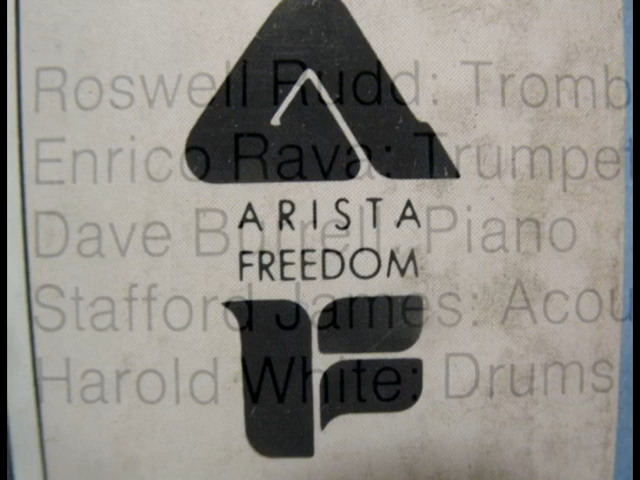 Roswell Rudd: Tromb
Enrico Rava: Trumpet
Dave Burrell: Piano
ARISTA
FREEDOM
Stafford James: Acou
Harold White: Drums